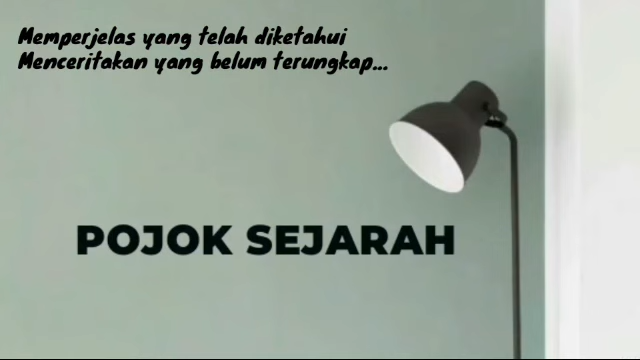 Memperjelas yang telah diketahui
Menceritakan yang belum terungkap...
POJOK SEJARAH